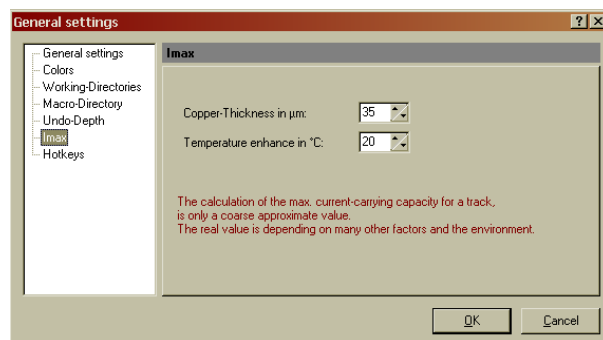 General settings
General settings
Colors
Working-Directories
Macro-Directory
Undo-Depth
Imax
Hotkeys
Imax
Copper-Thickness in µm: 35
Temperature enhance in °C: 20
The calculation of the max. current-carrying capacity for a track,
is only a coarse approximate value.
The real value is depending on many other factors and the environment.
OK Cancel